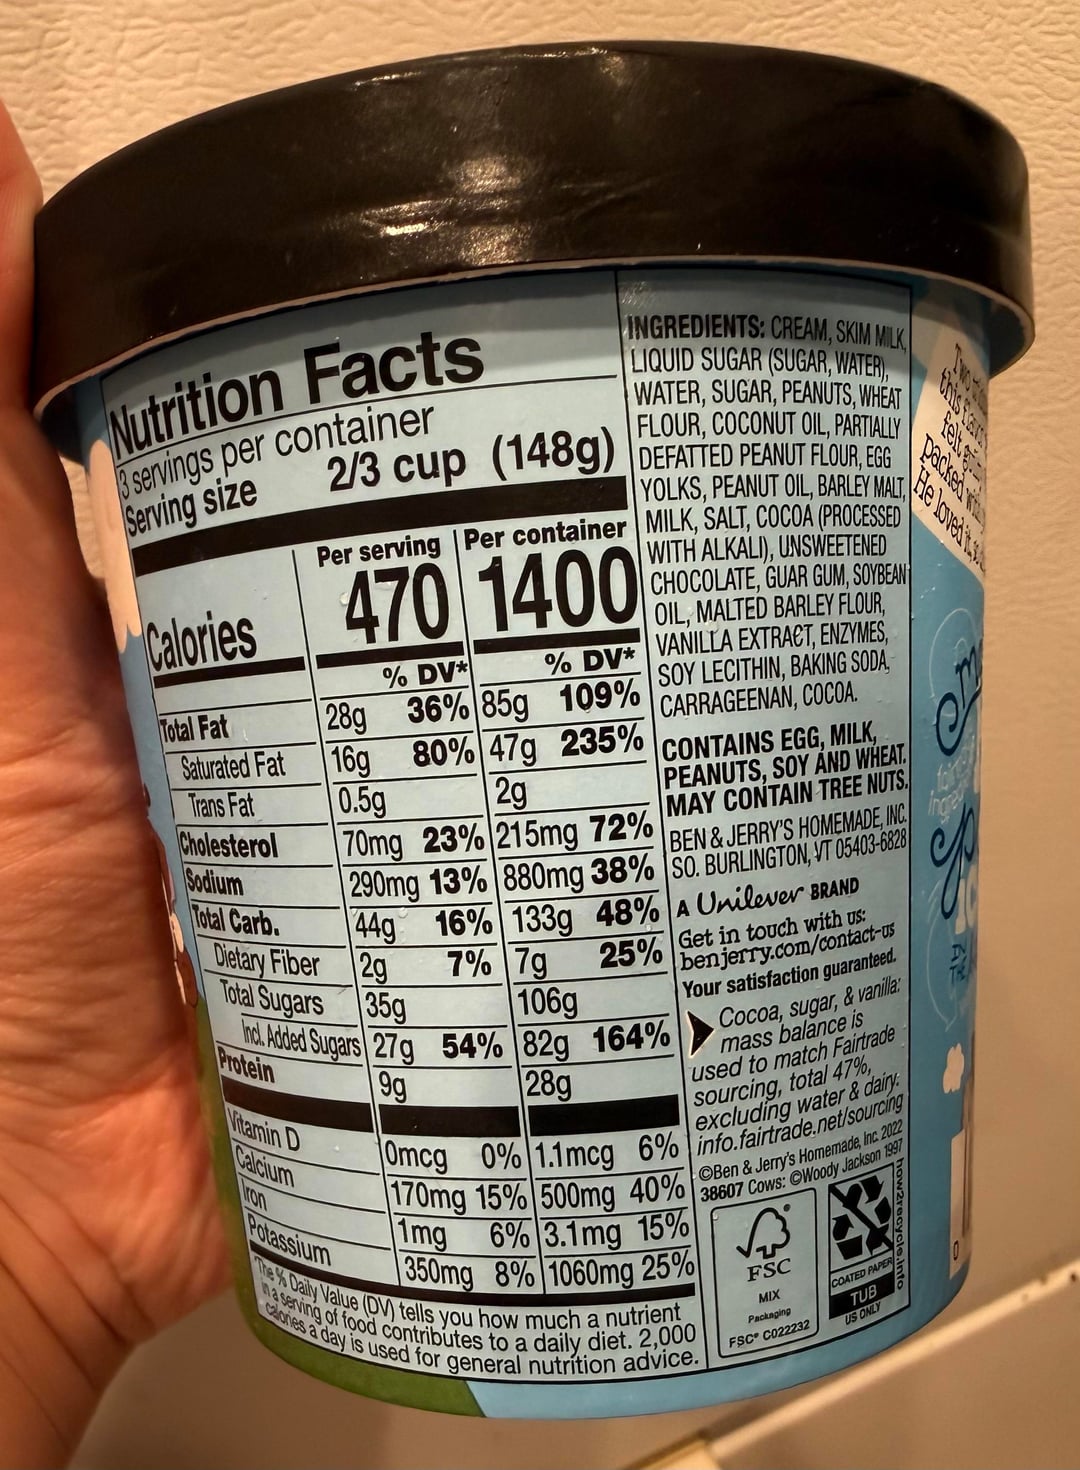 Nutrition Facts
3 servings per container
Serving size 2/3 cup (148g)
Per serving Per container
Calories 470 1400
% DV* % DV*
Total Fat 28g 36% 85g 109%
Saturated Fat 16g 80% 47g 235%
Trans Fat 0.5g 2g
Cholesterol 70mg 23% 215mg 72%
Sodium 290mg 13% 880mg 38%
Total Carb. 44g 16% 133g 48%
Dietary Fiber 2g 7% 7g 25%
Total Sugars 35g 106g
Incl. Added Sugars 27g 54% 82g 164%
Protein 9g 28g
Vitamin D 0mcg 0% 1.1mcg 6%
Calcium 170mg 15% 500mg 40%
Iron 1mg 6% 3.1mg 15%
Potassium 350mg 8% 1060mg 25%
*The % Daily Value (DV) tells you how much a nutrient
in a serving of food contributes to a daily diet. 2,000
calories a day is used for general nutrition advice.
INGREDIENTS: CREAM, SKIM MILK,
LIQUID SUGAR (SUGAR, WATER),
WATER, SUGAR, PEANUTS, WHEAT
FLOUR, COCONUT OIL, PARTIALLY
DEFATTED PEANUT FLOUR, EGG
YOLKS, PEANUT OIL, BARLEY MALT,
MILK, SALT, COCOA (PROCESSED
WITH ALKALI), UNSWEETENED
CHOCOLATE, GUAR GUM, SOYBEAN
OIL, MALTED BARLEY FLOUR,
VANILLA EXTRACT, ENZYMES,
SOY LECITHIN, BAKING SODA,
CARRAGEENAN, COCOA.
CONTAINS EGG, MILK,
PEANUTS, SOY AND WHEAT.
MAY CONTAIN TREE NUTS.
BEN & JERRY'S HOMEMADE, INC.
SO. BURLINGTON, VT 05403-6828
A Unilever BRAND
Get in touch with us:
benjerry.com/contact-us
Your satisfaction guaranteed.
Cocoa, sugar, & vanilla:
mass balance is
used to match Fairtrade
sourcing, total 47%,
excluding water & dairy:
info.fairtrade.net/sourcing
©Ben & Jerry's Homemade, Inc. 2022
38607 Cows: ©Woody Jackson 1997
FSC
MIX
Packaging
FSC® C022232
how2recycle.info
COATED PAPER
TUB
US ONLY
Two
this flavor
felt
packed
He loved it,